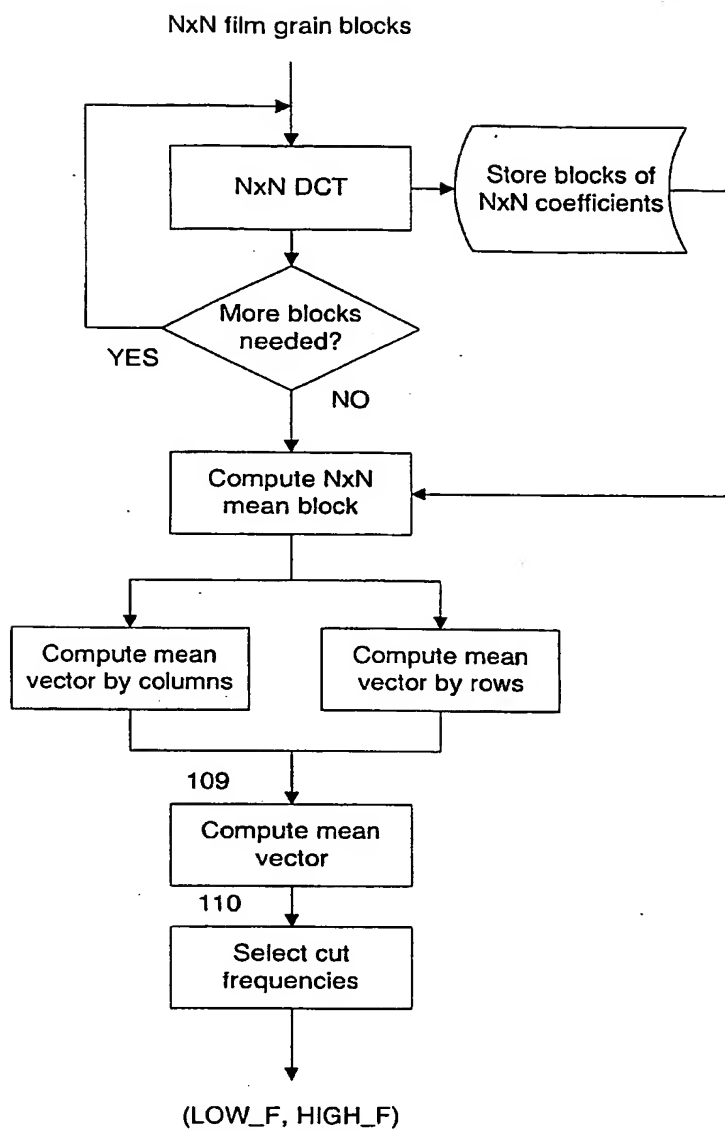 NxN film grain blocks
NxN DCT
Store blocks of
NxN coefficients
More blocks
needed?
YES
NO
Compute NxN
mean block
Compute mean
vector by columns
Compute mean
vector by rows
109
Compute mean
vector
110
Select cut
frequencies
(LOW_F, HIGH_F)